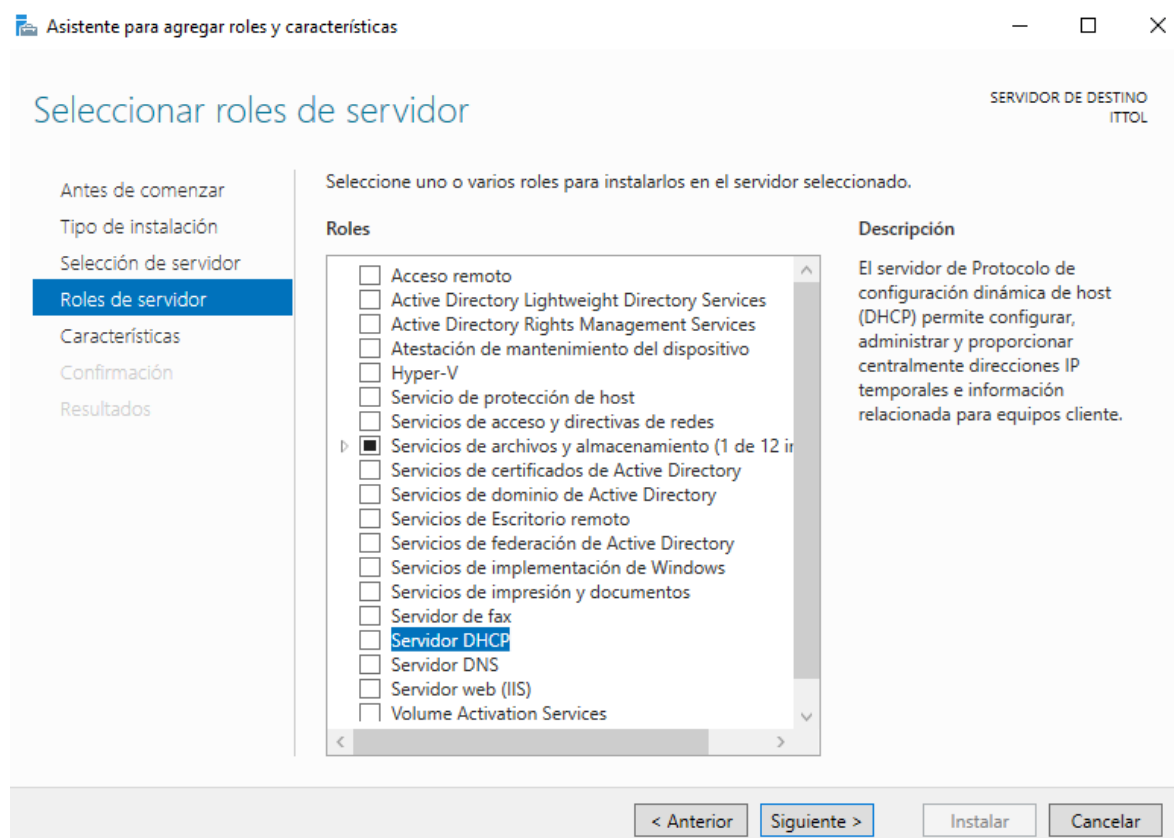 Asistente para agregar roles y características
Seleccionar roles de servidor
SERVIDOR DE DESTINO
ITTOL
Antes de comenzar
Tipo de instalación
Selección de servidor
Roles de servidor
Características
Confirmación
Resultados
Seleccione uno o varios roles para instalarlos en el servidor seleccionado.
Roles
Acceso remoto
Active Directory Lightweight Directory Services
Active Directory Rights Management Services
Atestación de mantenimiento del dispositivo
Hyper-V
Servicio de protección de host
Servicios de acceso y directivas de redes
Servicios de archivos y almacenamiento (1 de 12 ir
Servicios de certificados de Active Directory
Servicios de dominio de Active Directory
Servicios de Escritorio remoto
Servicios de federación de Active Directory
Servicios de implementación de Windows
Servicios de impresión y documentos
Servidor de fax
Servidor DHCP
Servidor DNS
Servidor web (IIS)
Volume Activation Services
Descripción
El servidor de Protocolo de
configuración dinámica de host
(DHCP) permite configurar,
administrar y proporcionar
centralmente direcciones IP
temporales e información
relacionada para equipos cliente.
< Anterior
Siguiente >
Instalar
Cancelar